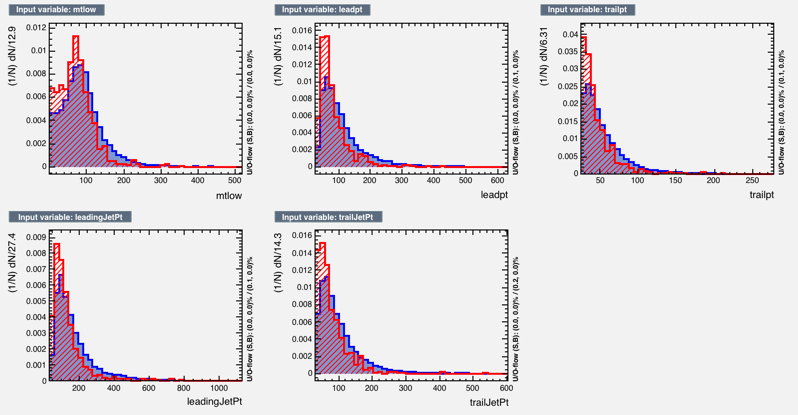 Input variable: mtlow
(1/N) dN/12.9
0.012
0.01
0.008
0.006
0.004
0.002
0
100 200 300 400 500
mtlow
U/O-flow (S,B): (0.0, 0.0)% / (0.0, 0.0)%
Input variable: leadpt
(1/N) dN/15.1
0.016
0.014
0.012
0.01
0.008
0.006
0.004
0.002
0
100 200 300 400 500 600
leadpt
U/O-flow (S,B): (0.0, 0.0)% / (0.1, 0.0)%
Input variable: trailpt
(1/N) dN/6.31
0.04
0.035
0.03
0.025
0.02
0.015
0.01
0.005
0
50 100 150 200 250
trailpt
U/O-flow (S,B): (0.0, 0.0)% / (0.1, 0.0)%
Input variable: leadingJetPt
(1/N) dN/27.4
0.009
0.008
0.007
0.006
0.005
0.004
0.003
0.002
0.001
0
200 400 600 800 1000
leadingJetPt
U/O-flow (S,B): (0.0, 0.0)% / (0.1, 0.0)%
Input variable: trailJetPt
(1/N) dN/14.3
0.016
0.014
0.012
0.01
0.008
0.006
0.004
0.002
0
100 200 300 400 500 600
trailJetPt
U/O-flow (S,B): (0.0, 0.0)% / (0.2, 0.0)%